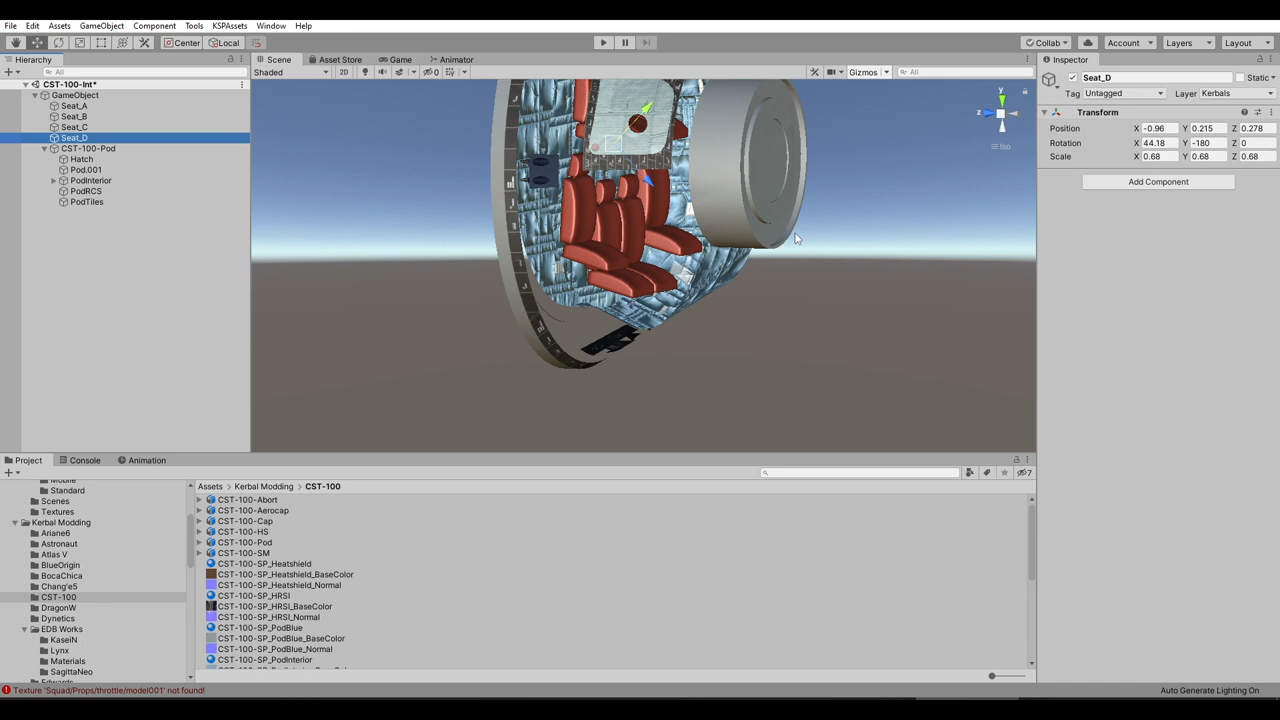 File Edit Assets GameObject Component Tools KSPAssets Window Help
Center Local Collab Account Layers Layout
Hierarchy Scene Asset Store Game Animator Inspector
All Shaded 2D 0 Gizmos All Seat_D Static
CST-100-Int* Tag Untagged Layer Kerbals
GameObject
Seat_A
Seat_B
Seat_C
Seat_D
CST-100-Pod
Hatch
Pod.001
PodInterior
PodRCS
PodTiles
y
z
Iso
Transform
Position X -0.96 Y 0.215 Z 0.278
Rotation X 44.18 Y -180 Z 0
Scale X 0.68 Y 0.68 Z 0.68
Add Component
Project Console Animation
7
Mobile
Standard
Scenes
Textures
Kerbal Modding
Ariane6
Astronaut
Atlas V
BlueOrigin
BocaChica
Chang'e5
CST-100
DragonW
Dynetics
EDB Works
KaseiN
Lynx
Materials
SagittaNeo
Edwards
Assets Kerbal Modding CST-100
CST-100-Abort
CST-100-Aerocap
CST-100-Cap
CST-100-HS
CST-100-Pod
CST-100-SM
CST-100-SP_Heatshield
CST-100-SP_Heatshield_BaseColor
CST-100-SP_Heatshield_Normal
CST-100-SP_HRSI
CST-100-SP_HRSI_BaseColor
CST-100-SP_HRSI_Normal
CST-100-SP_PodBlue
CST-100-SP_PodBlue_BaseColor
CST-100-SP_PodBlue_Normal
CST-100-SP_PodInterior
Texture 'Squad/Props/throttle/model001' not found!
Auto Generate Lighting On